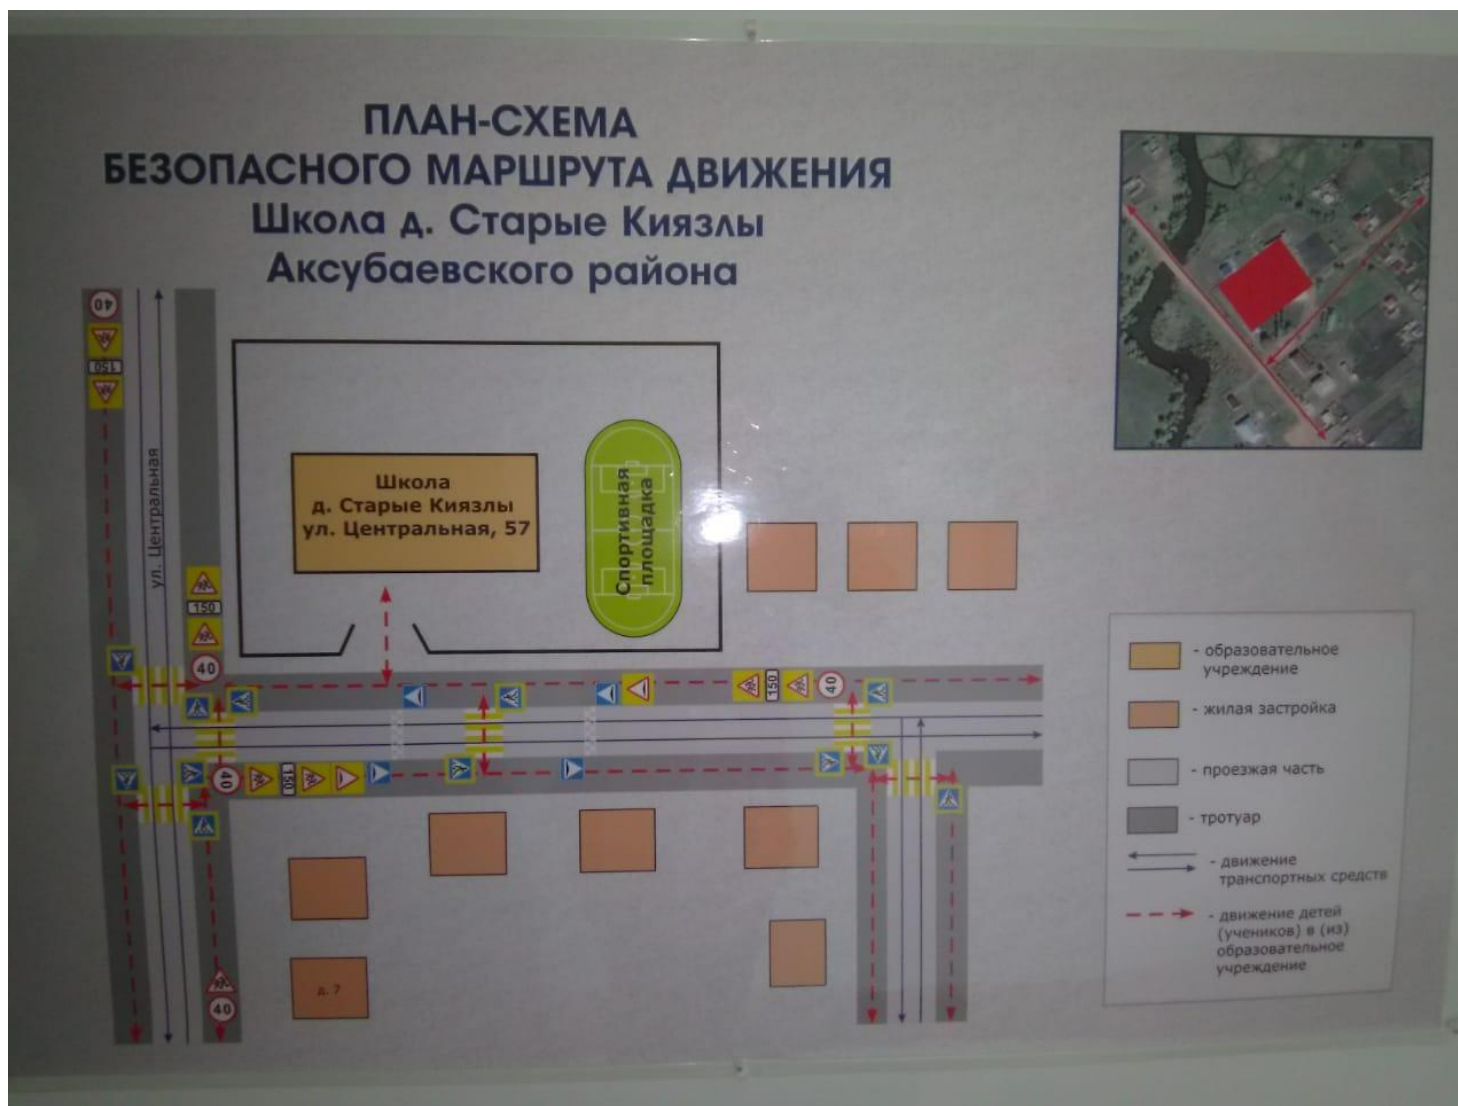 ПЛАН-СХЕМА
БЕЗОПАСНОГО МАРШРУТА ДВИЖЕНИЯ
Школа д. Старые Киязлы
Аксубаевского района
40
150
ул. Центральная
Школа
д. Старые Киязлы
ул. Центральная, 57
Спортивная
площадка
150
40
150
40
40
150
40
д. 7
- образовательное
учреждение
- жилая застройка
- проезжая часть
- тротуар
- движение
транспортных средств
- движение детей
(учеников) в (из)
образовательное
учреждение